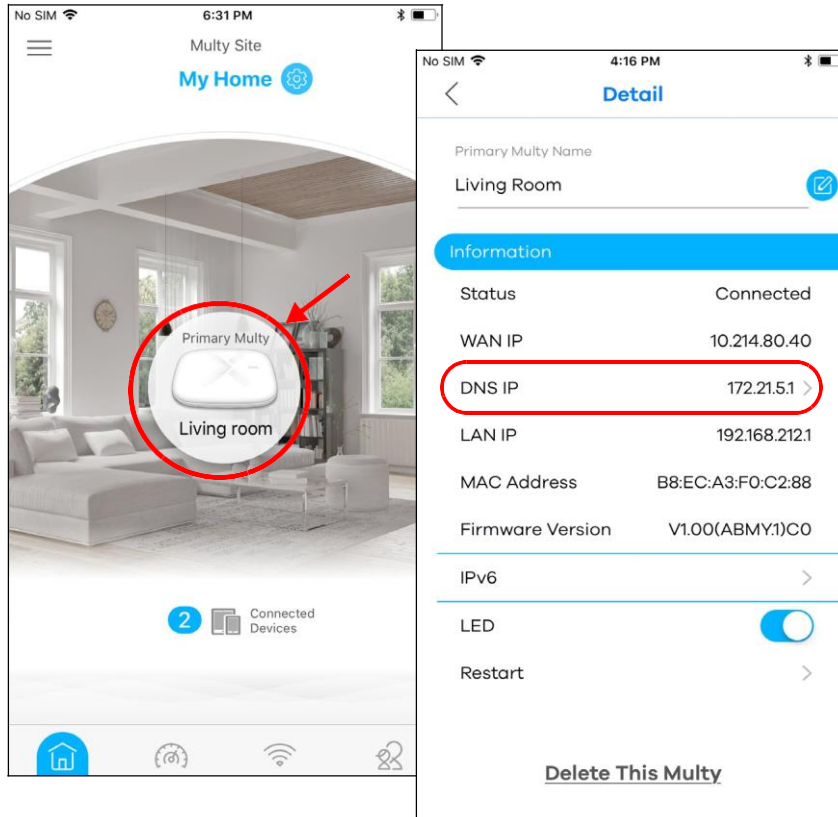 No SIM 6:31 PM
Multy Site
My Home
Primary Multy
Living room
2 Connected
Devices
No SIM 4:16 PM
Detail
Primary Multy Name
Living Room
Information
Status Connected
WAN IP 10.214.80.40
DNS IP 172.21.5.1
LAN IP 192.168.212.1
MAC Address B8:EC:A3:F0:C2:88
Firmware Version V1.00(ABMY.1)C0
IPv6
LED
Restart
Delete This Multy